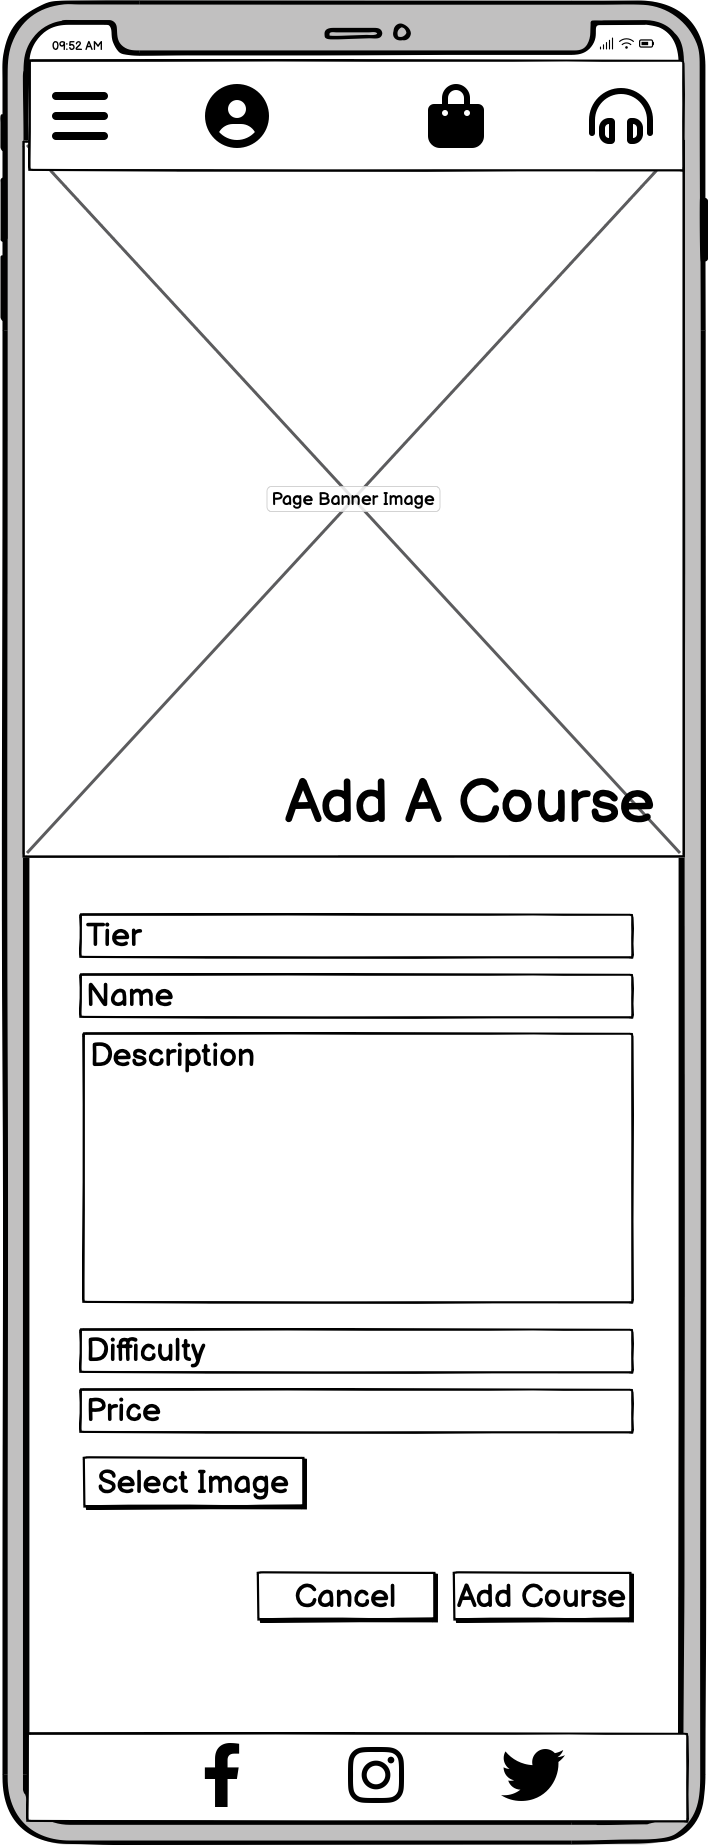 09:52 AM
Page Banner Image
Add A Course
Tier
Name
Description
Difficulty
Price
Select Image
Cancel
Add Course